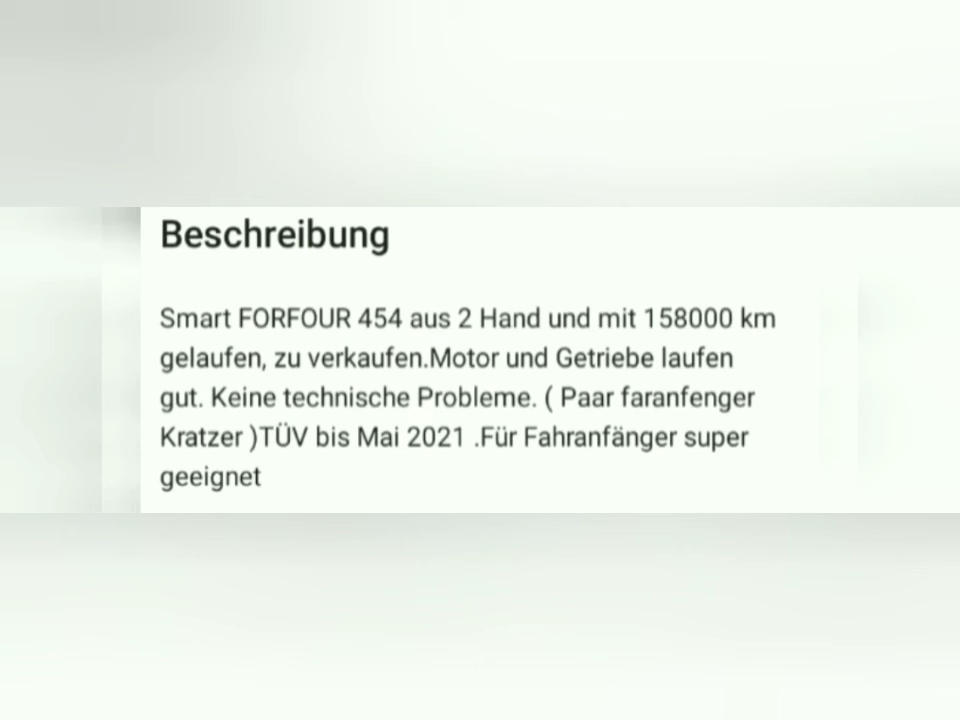 Beschreibung
Smart FORFOUR 454 aus 2 Hand und mit 158000 km
gelaufen, zu verkaufen.Motor und Getriebe laufen
gut. Keine technische Probleme. ( Paar faranfenger
Kratzer )TÜV bis Mai 2021 .Für Fahranfänger super
geeignet